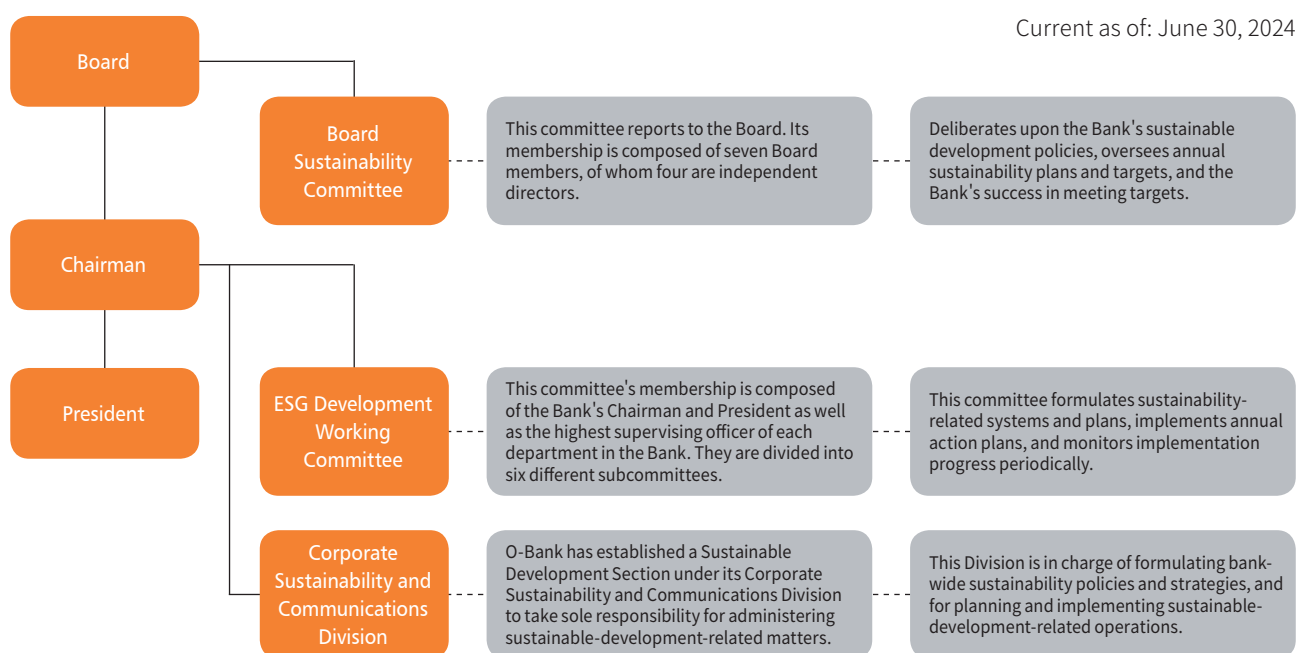 Current as of: June 30, 2024
Board
Board
Sustainability
Committee
This committee reports to the Board. Its
membership is composed of seven Board
members, of whom four are independent
directors.
Deliberates upon the Bank's sustainable
development policies, oversees annual
sustainability plans and targets, and the
Bank's success in meeting targets.
Chairman
President
ESG Development
Working
Committee
This committee's membership is composed
of the Bank's Chairman and President as well
as the highest supervising officer of each
department in the Bank. They are divided into
six different subcommittees.
This committee formulates sustainability-
related systems and plans, implements annual
action plans, and monitors implementation
progress periodically.
Corporate
Sustainability and
Communications
Division
O-Bank has established a Sustainable
Development Section under its Corporate
Sustainability and Communications Division
to take sole responsibility for administering
sustainable-development-related matters.
This Division is in charge of formulating bank-
wide sustainability policies and strategies, and
for planning and implementing sustainable-
development-related operations.